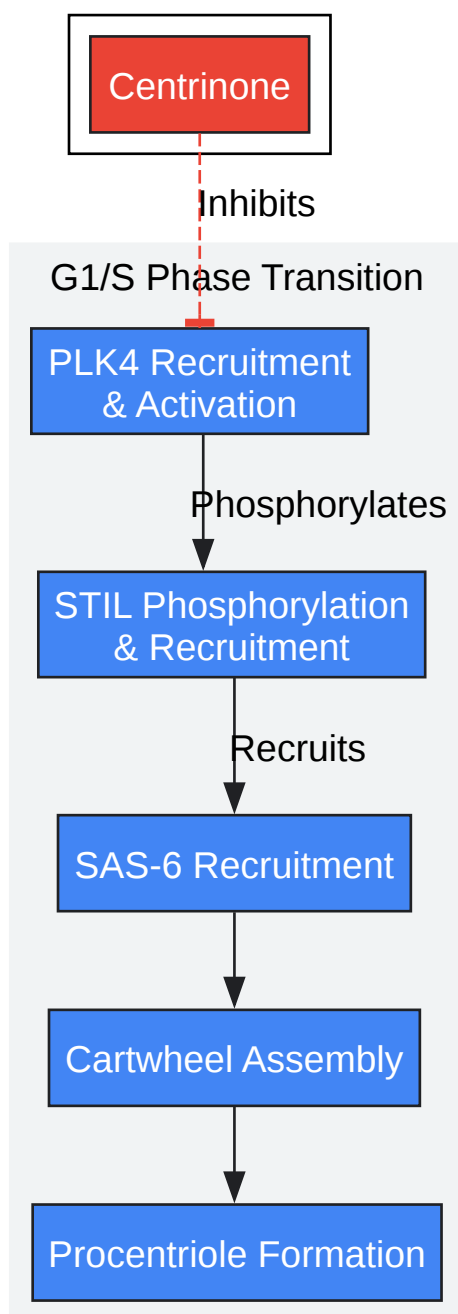 Centrinone
Inhibits
G1/S Phase Transition
PLK4 Recruitment
& Activation
Phosphorylates
STIL Phosphorylation
& Recruitment
Recruits
SAS-6 Recruitment
Cartwheel Assembly
Procentriole Formation